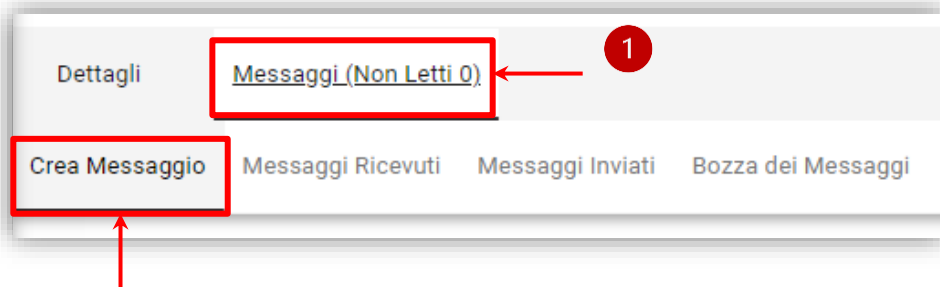 1
Dettagli Messaggi (Non Letti 0)
Crea Messaggio Messaggi Ricevuti Messaggi Inviati Bozza dei Messaggi